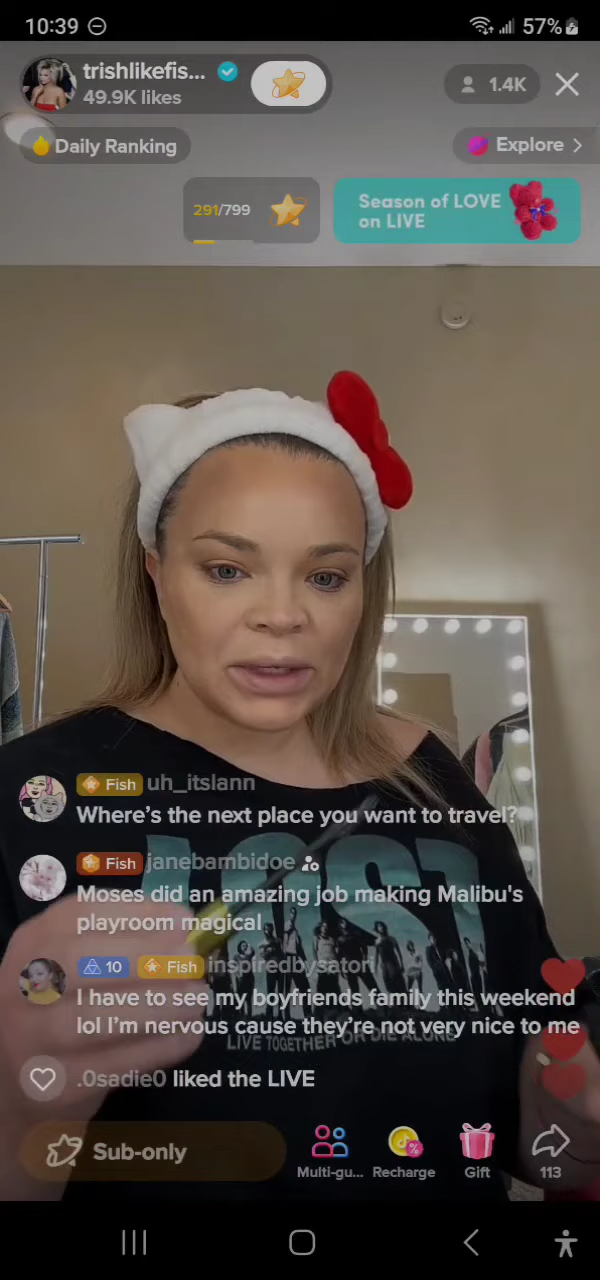 10:39
57%
trishlikefis...
49.9K likes
1.4K
Daily Ranking
Explore >
291/799
Season of LOVE
on LIVE
Fish uh_itslann
Where's the next place you want to travel?
Fish janebambidoe
Moses did an amazing job making Malibu's
playroom magical
10 Fish inspiredbysatori
I have to see my boyfriends family this weekend
lol I'm nervous cause they're not very nice to me
LOST
LIVE TOGETHER OR DIE ALONE
.0sadie0 liked the LIVE
Sub-only
Multi-gu...
Recharge
Gift
113